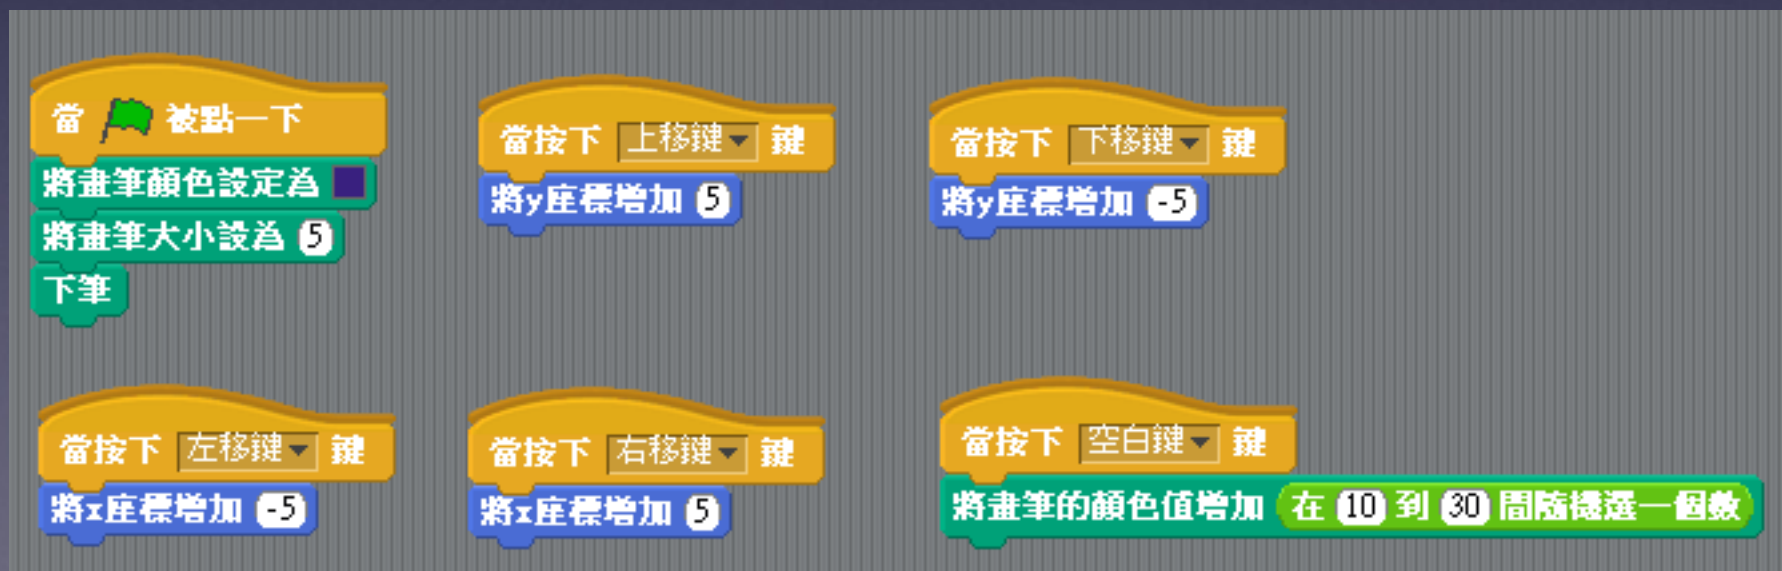 當 被點一下
將畫筆顏色設定為
將畫筆大小設為 5
下筆
當按下 上移鍵 鍵
將y座標增加 5
當按下 下移鍵 鍵
將y座標增加 -5
當按下 左移鍵 鍵
將x座標增加 -5
當按下 右移鍵 鍵
將x座標增加 5
當按下 空白鍵 鍵
將畫筆的顏色值增加 在 10 到 30 間隨機選一個數